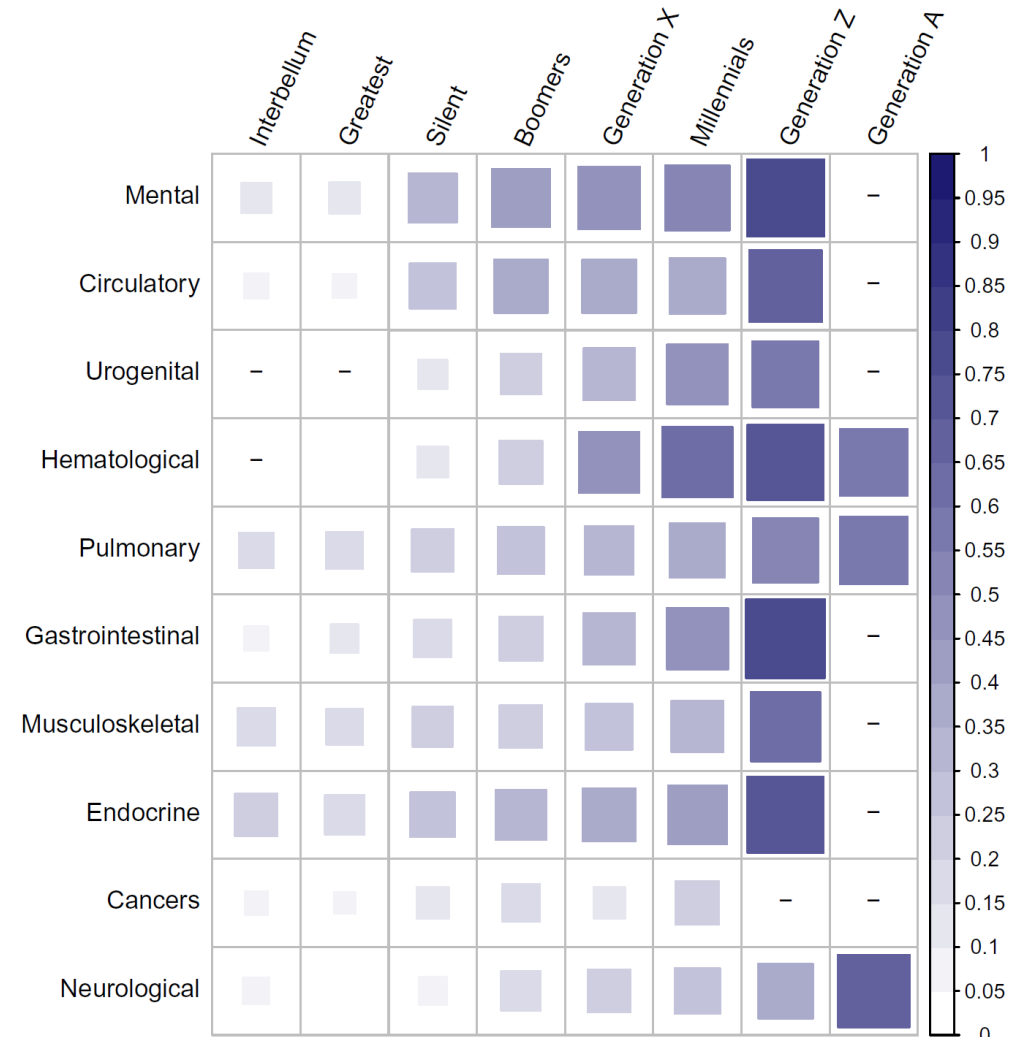 Interbellum
Greatest
Silent
Boomers
Generation X
Millennials
Generation Z
Generation A
Mental –
Circulatory –
Urogenital – – –
Hematological –
Pulmonary
Gastrointestinal –
Musculoskeletal –
Endocrine –
Cancers – –
Neurological
1
0.95
0.9
0.85
0.8
0.75
0.7
0.65
0.6
0.55
0.5
0.45
0.4
0.35
0.3
0.25
0.2
0.15
0.1
0.05
0